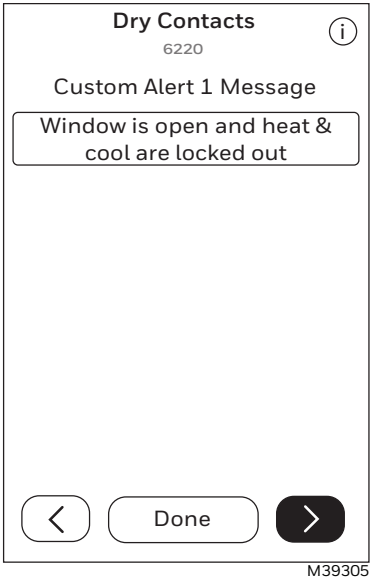 Dry Contacts
6220
Custom Alert 1 Message
Window is open and heat &
cool are locked out
Done
M39305